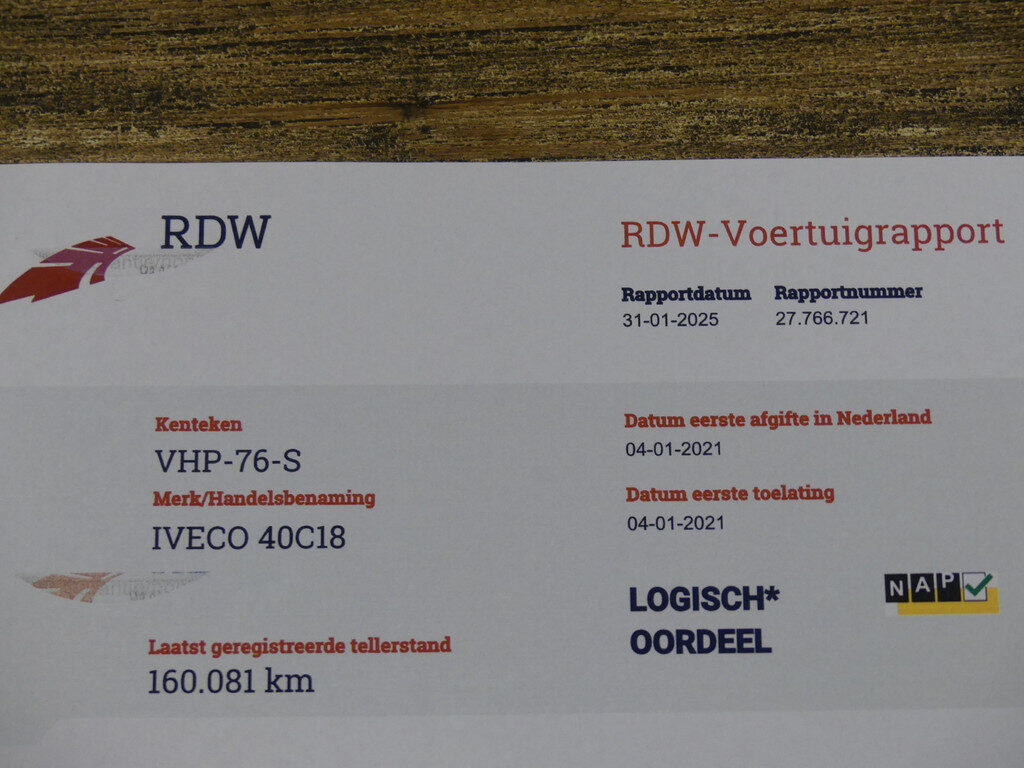 RDW
RDW-Voertuigrapport
Rapportdatum Rapportnummer
31-01-2025 27.766.721
Kenteken
VHP-76-S
Merk/Handelsbenaming
IVECO 40C18
Datum eerste afgifte in Nederland
04-01-2021
Datum eerste toelating
04-01-2021
Laatst geregistreerde tellerstand
160.081 km
LOGISCH*
OORDEEL
NAP